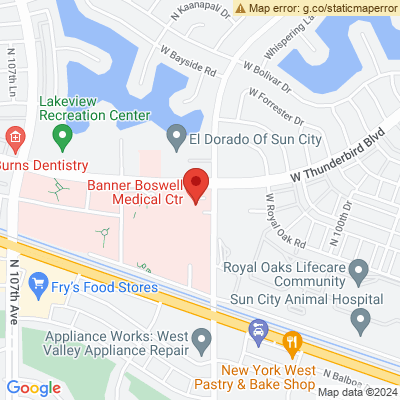 Map error: g.co/staticmaperror
N Kaanapali Dr
Whispering La
W Bayside Rd
W Bolivar Dr
N 107th Ln
W Forrester Dr
Lakeview
Recreation Center
El Dorado Of Sun City
W Thunderbird Blvd
Burns Dentistry
Banner Boswell
Medical Ctr
W Royal Oak Rd
N 100th Dr
Royal Oaks Lifecare
Community
Fry's Food Stores
Sun City Animal Hospital
N 107th Ave
Appliance Works: West
Valley Appliance Repair
New York West
Pastry & Bake Shop
N Balboa
Google
Map data ©2024